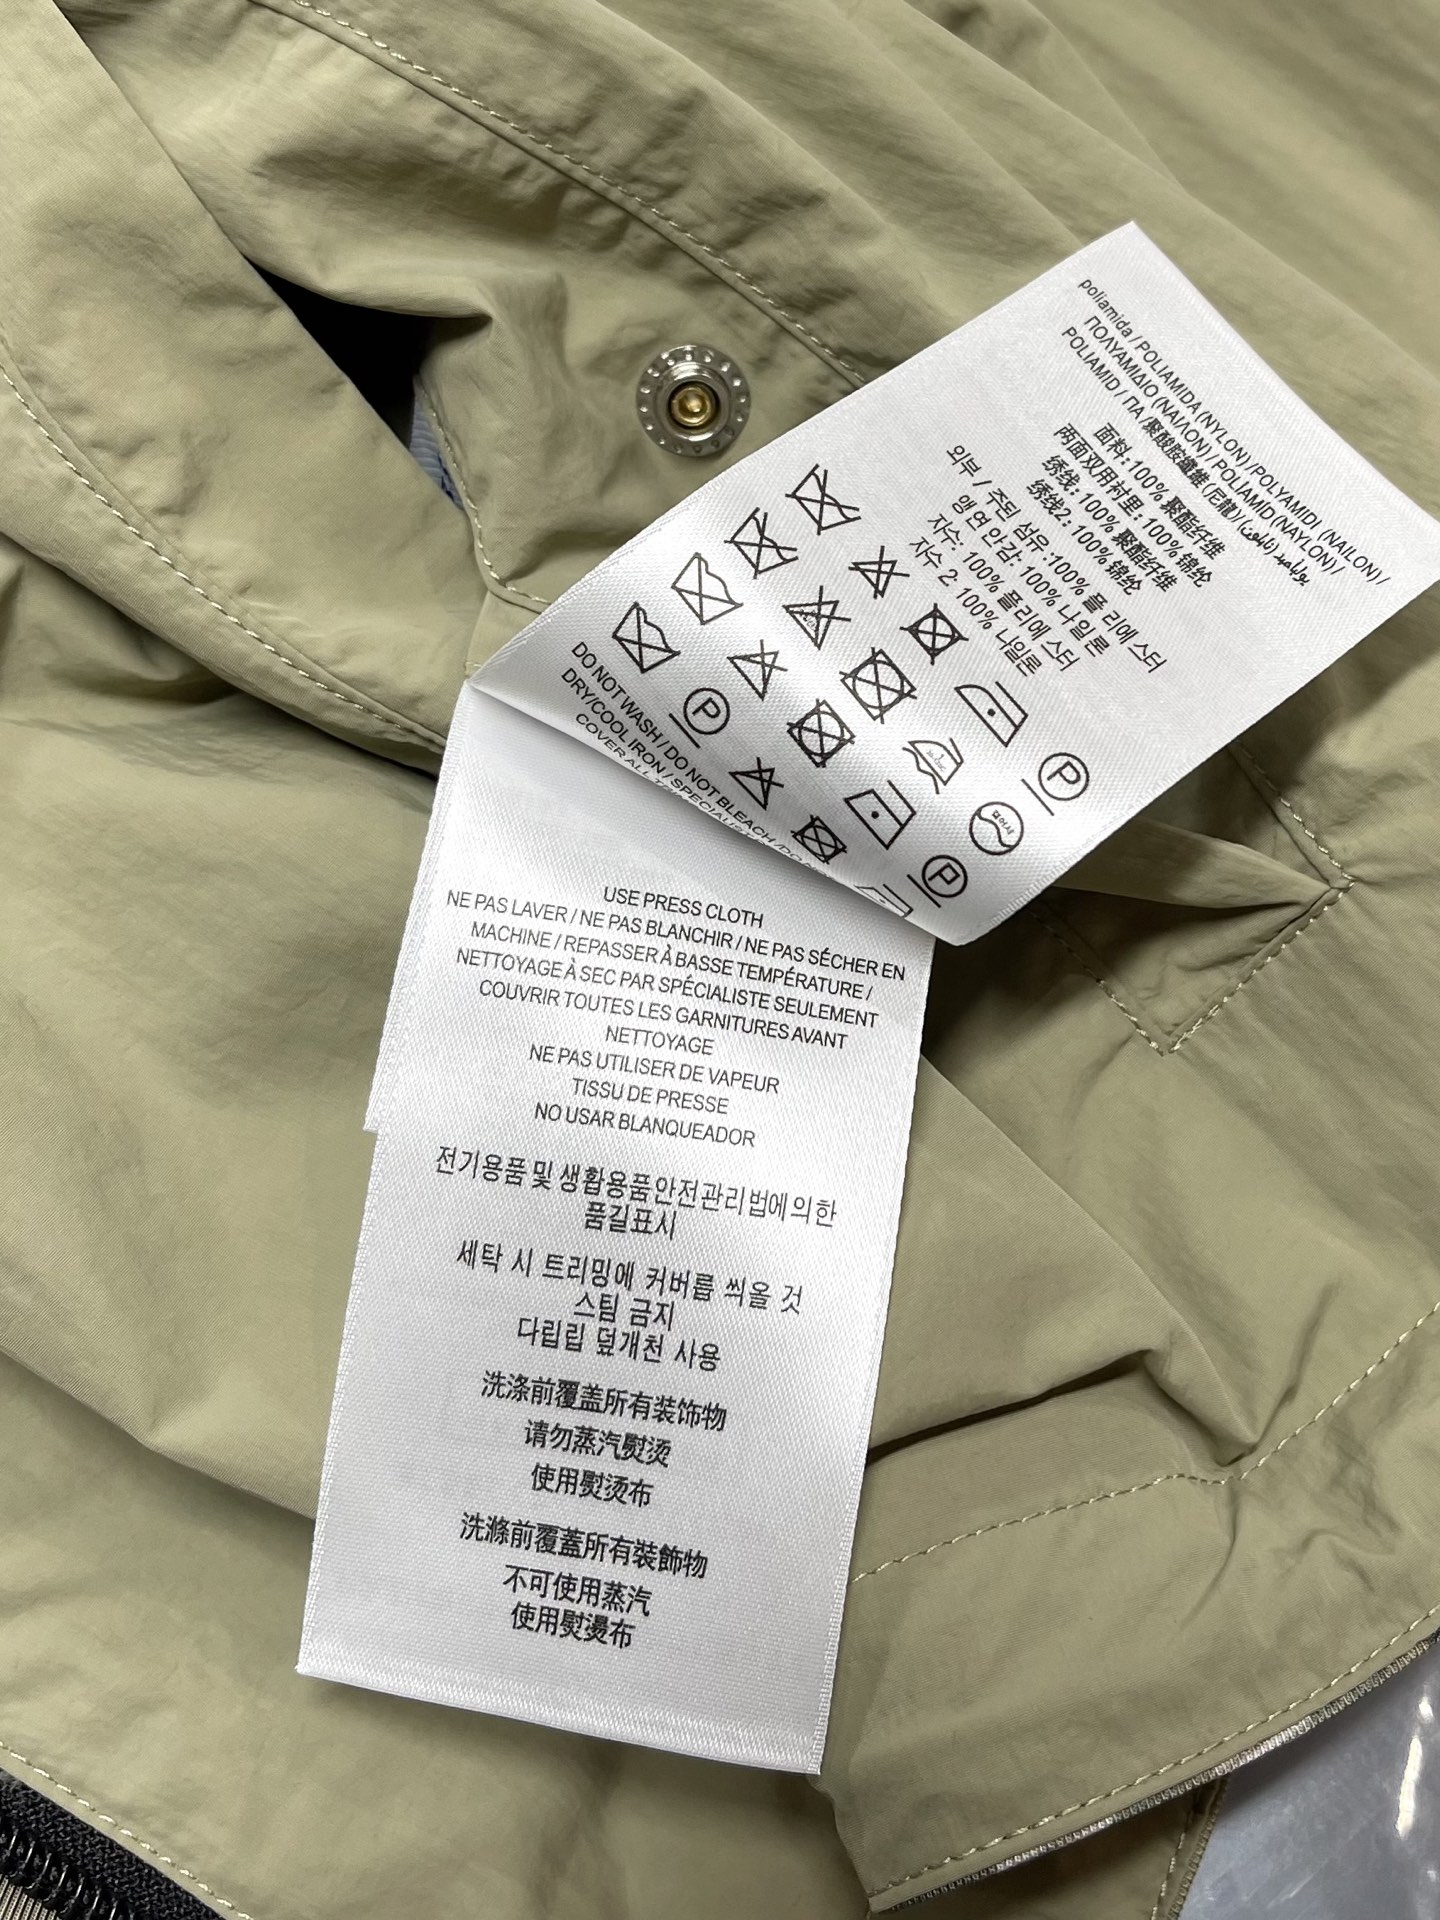 poliamida / POLIAMIDA (NYLON) /POLYAMIDI (NAILON) /
ΠΟΛΥΑΜΙΔΙΟ (ΝΑΙΛΟΝ) / POLIAMID (NAYLON) /
POLIAMID / ПА /聚酸胺纖維 (尼龍)/
面料: 100% 聚酯纤维
两面双用衬里: 100% 锦纶
绣线: 100% 聚酯纤维
绣线2: 100% 锦纶
외부 / 주된 섬유 :100% 폴리에 스터
앵연 안감: 100% 나일론
자수: 100% 폴리에 스터
자수 2- 100% 나일론
P
P
P
DO NOT WASH / DO NOT BLEACH /DO
DRY/COOL IRON / SPECIALIST
COVER ALL
USE PRESS CLOTH
NE PAS LAVER / NE PAS BLANCHIR / NE PAS SÉCHER EN
MACHINE / REPASSER À BASSE TEMPÉRATURE /
NETTOYAGE À SEC PAR SPÉCIALISTE SEULEMENT
COUVRIR TOUTES LES GARNITURES AVANT
NETTOYAGE
NE PAS UTILISER DE VAPEUR
TISSU DE PRESSE
NO USAR BLANQUEADOR
전기용품 및 생활용품안전관리법에의한
품길표시
세탁 시 트리밍에 커버릅 씌울 것
스팀 금지
다립립 덮개천 사용
洗涤前覆盖所有装饰物
请勿蒸汽熨烫
使用熨烫布
洗滌前覆蓋所有裝飾物
不可使用蒸汽
使用熨燙布